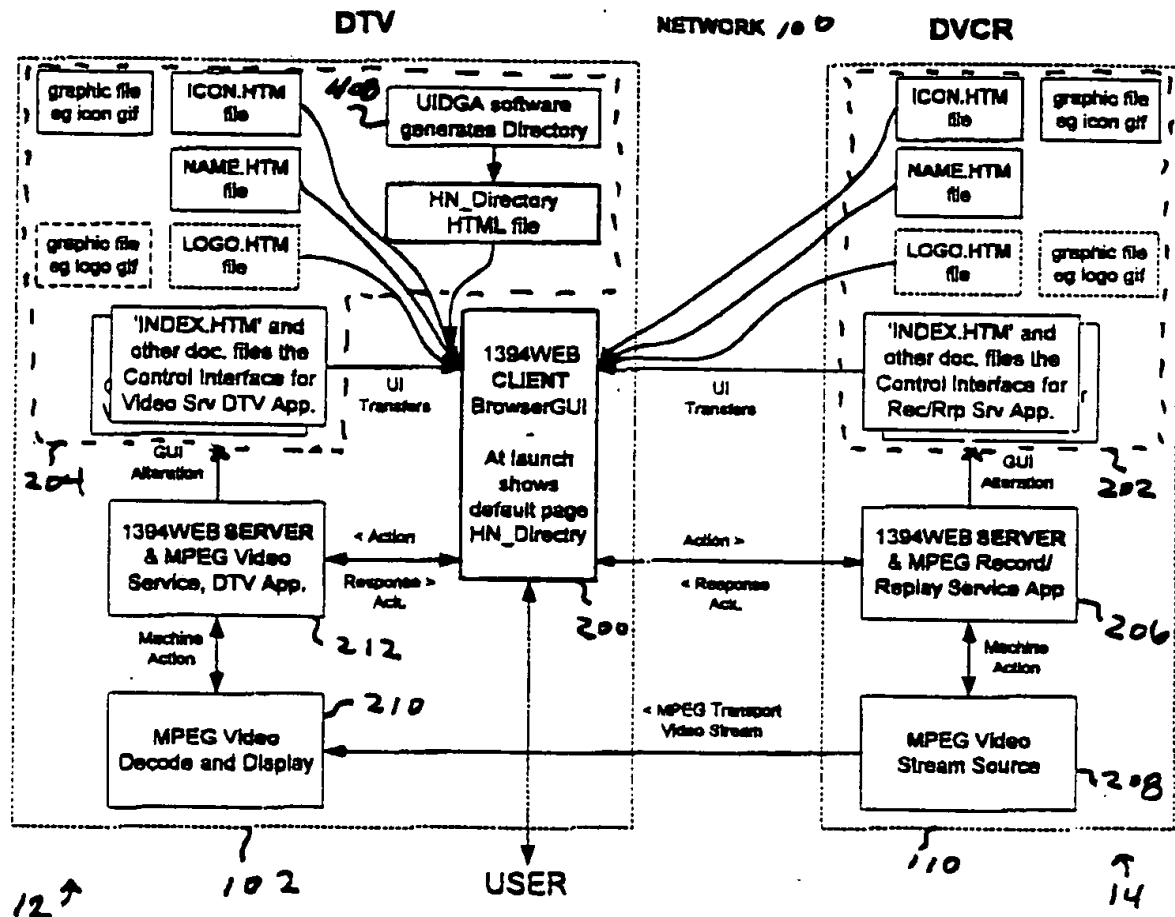 DTV
NETWORK 100
DVCR
graphic file
eg icon gif
ICON.HTM
file
408
UIDGA software
generates Directory
NAME.HTM
file
HN_Directory
HTML file
graphic file
eg logo gif
LOGO.HTM
file
ICON.HTM
file
graphic file
eg icon gif
NAME.HTM
file
LOGO.HTM
file
graphic file
eg logo gif
'INDEX.HTM' and
other doc. files the
Control Interface for
Video Srv DTV App.
UI
Transfers
1394WEB
CLIENT
BrowserGUI
-
At launch
shows
default page
HN_Directry
UI
Transfers
'INDEX.HTM' and
other doc. files the
Control Interface for
Rec/Rrp Srv App.
204
GUI
Alteration
GUI
Alteration
202
1394WEB SERVER
& MPEG Video
Service, DTV App.
< Action
Response >
Ack.
Action >
< Response
Ack.
1394WEB SERVER
& MPEG Record/
Replay Service App
200
212
206
Machine
Action
Machine
Action
210
MPEG Video
Decode and Display
< MPEG Transport
Video Stream
MPEG Video
Stream Source
208
12
102
USER
110
14